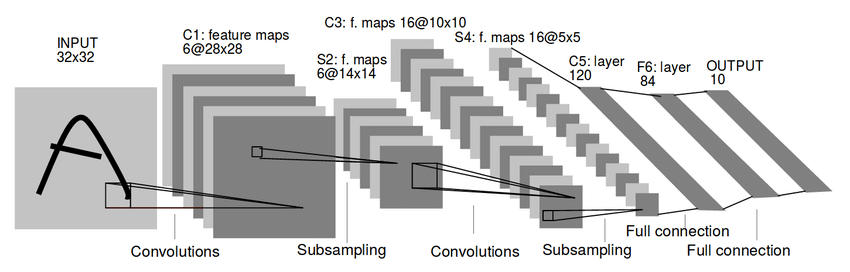 INPUT
32x32
C1: feature maps
6@28x28
S2: f. maps
6@14x14
C3: f. maps 16@10x10
S4: f. maps 16@5x5
C5: layer
120
F6: layer
84
OUTPUT
10
Convolutions
Subsampling
Convolutions
Subsampling
Full connection
Full connection
A